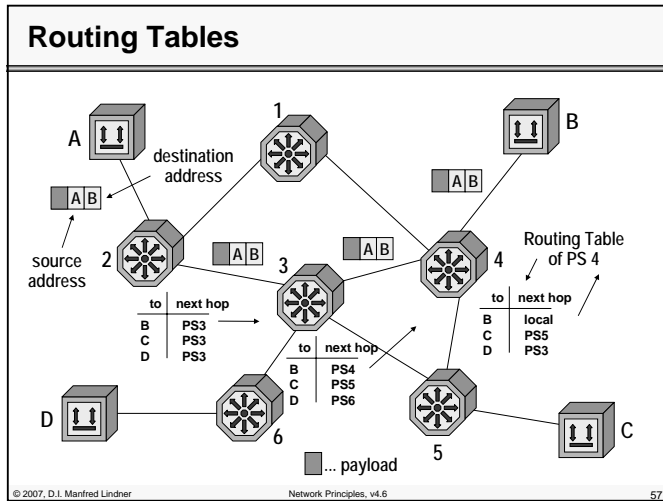 Routing Tables
1
A
B
destination
address
A B
A B
source
address
2
A B
3
A B
4
Routing Table
of PS 4
to next hop
B PS3
C PS3
D PS3
to next hop
B PS4
C PS5
D PS6
to next hop
B local
C PS5
D PS3
D
6
5
C
... payload
© 2007, D.I. Manfred Lindner
Network Principles, v4.6
57